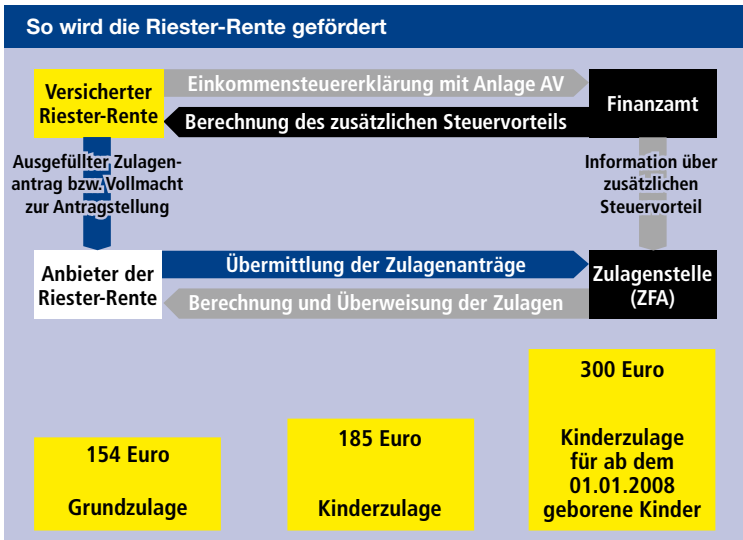 So wird die Riester-Rente gefördert
Versicherter
Riester-Rente
Einkommensteuererklärung mit Anlage AV
Berechnung des zusätzlichen Steuervorteils
Finanzamt
Ausgefüllter Zulagen-
antrag bzw. Vollmacht
zur Antragstellung
Information über
zusätzlichen
Steuervorteil
Anbieter der
Riester-Rente
Übermittlung der Zulagenanträge
Berechnung und Überweisung der Zulagen
Zulagenstelle
(ZFA)
154 Euro
Grundzulage
185 Euro
Kinderzulage
300 Euro
Kinderzulage
für ab dem
01.01.2008
geborene Kinder